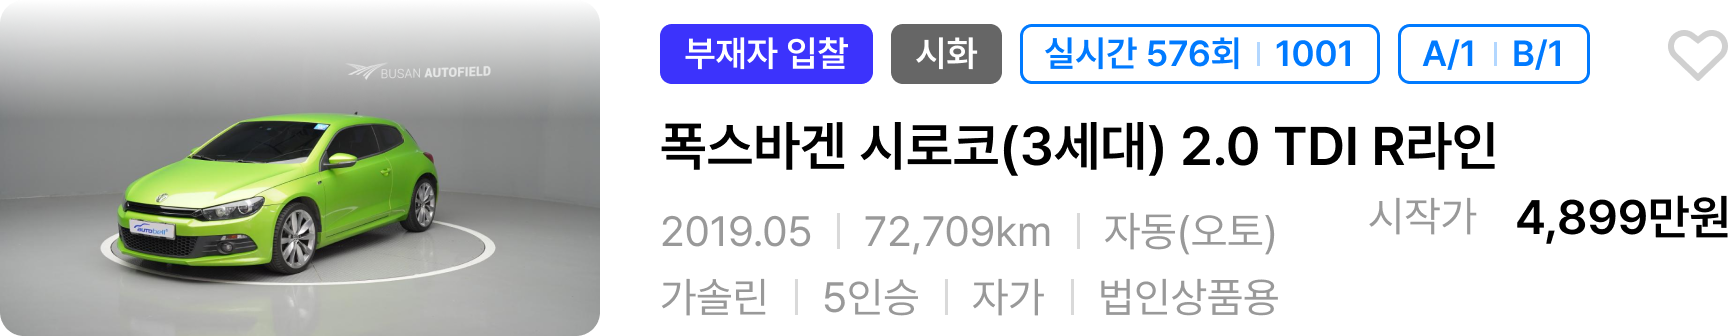 BUSAN AUTOFIELD
autobell
부재자 입찰
시화
실시간 576회 | 1001
A/1 | B/1
폭스바겐 시로코(3세대) 2.0 TDI R라인
2019.05 | 72,709km | 자동(오토)
시작가 4,899만원
가솔린 | 5인승 | 자가 | 법인상품용